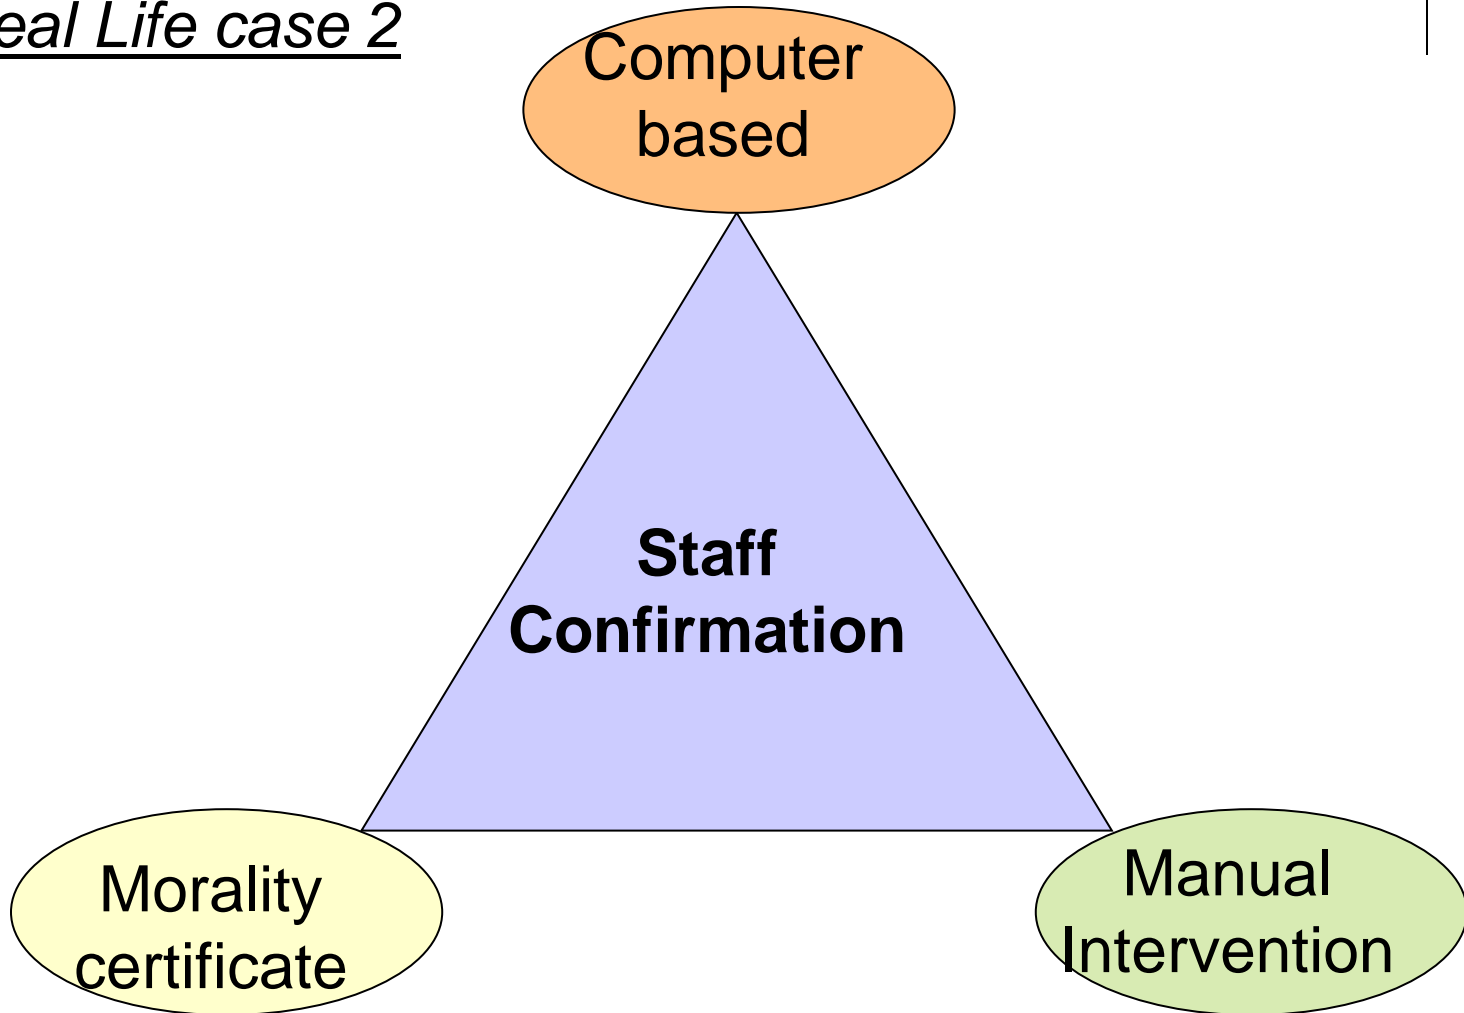 eal Life case 2
Computer
based
Staff
Confirmation
Morality
certificate
Manual
Intervention